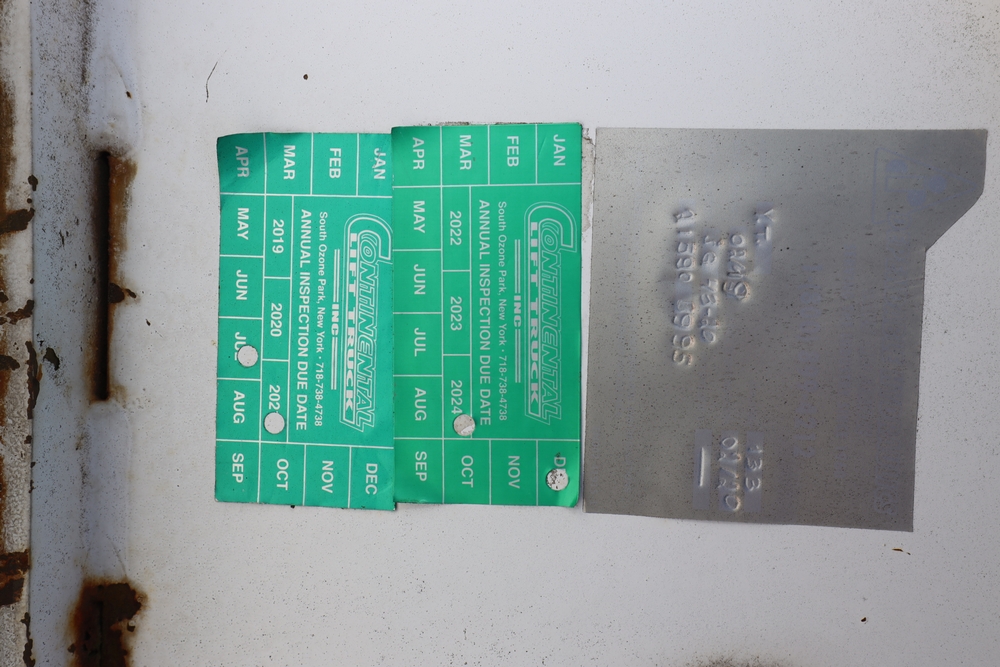 JAN
CONTINENTAL
LIFT TRUCK
INC
FEB
South Ozone Park, New York · 718-738-4738
NOV
ANNUAL INSPECTION DUE DATE
MAR 2022 2023 2024 OCT
APR MAY JUN JUL AUG SEP
JAN
CONTINENTAL
LIFT TRUCK
INC
DEC
FEB
South Ozone Park, New York · 718-738-4738
NOV
ANNUAL INSPECTION DUE DATE
MAR 2019 2020 202 OCT
APR MAY JUN JU AUG SEP